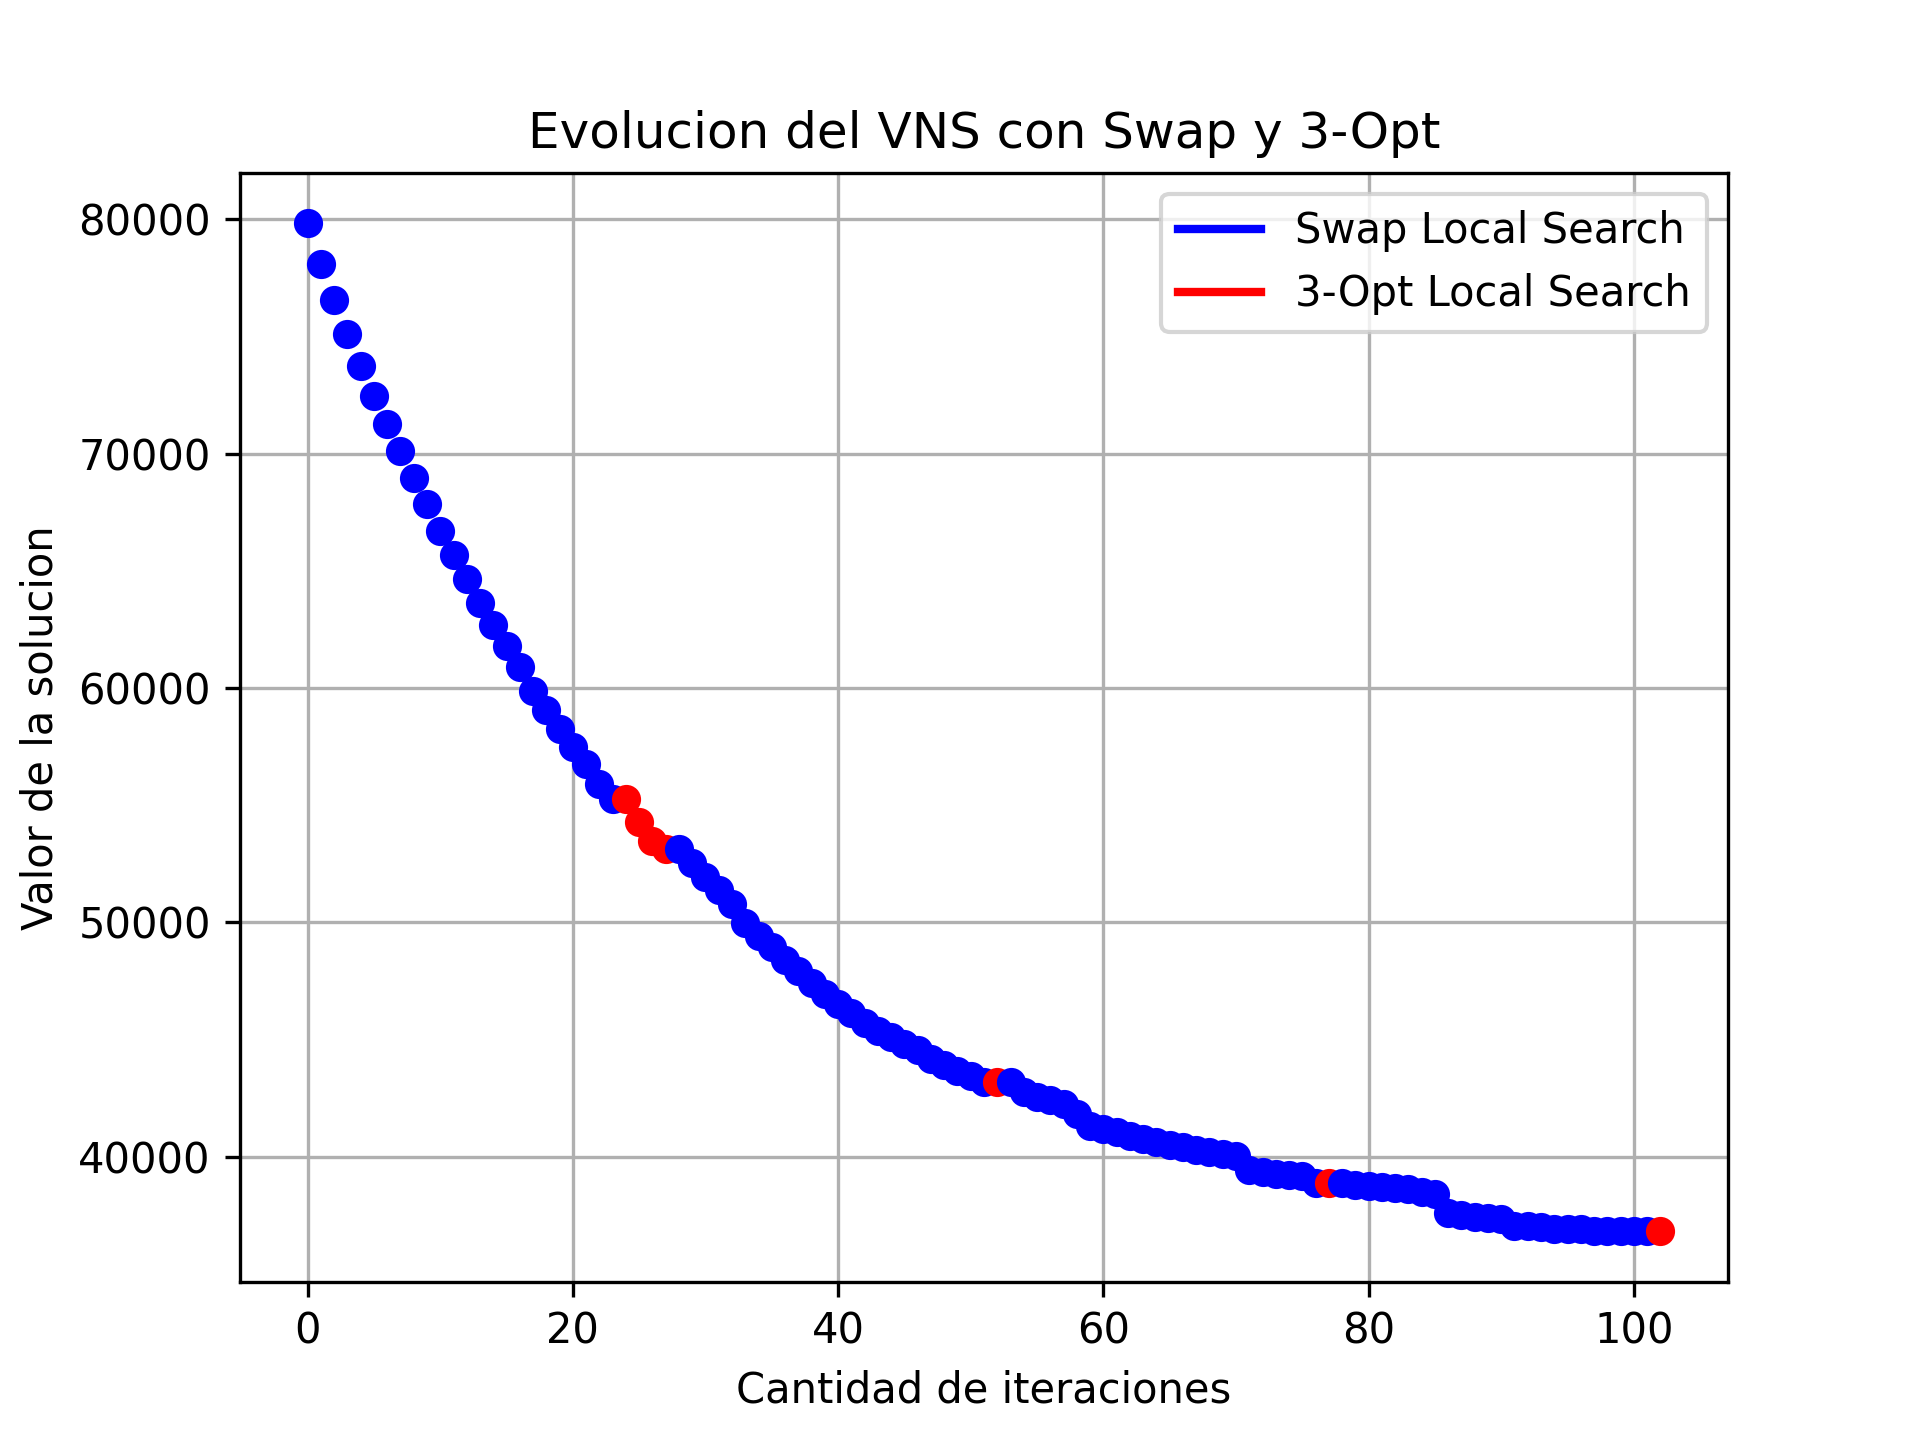 Evolucion del VNS con Swap y 3-Opt
Swap Local Search
3-Opt Local Search
Valor de la solucion
80000
70000
60000
50000
40000
0 20 40 60 80 100
Cantidad de iteraciones